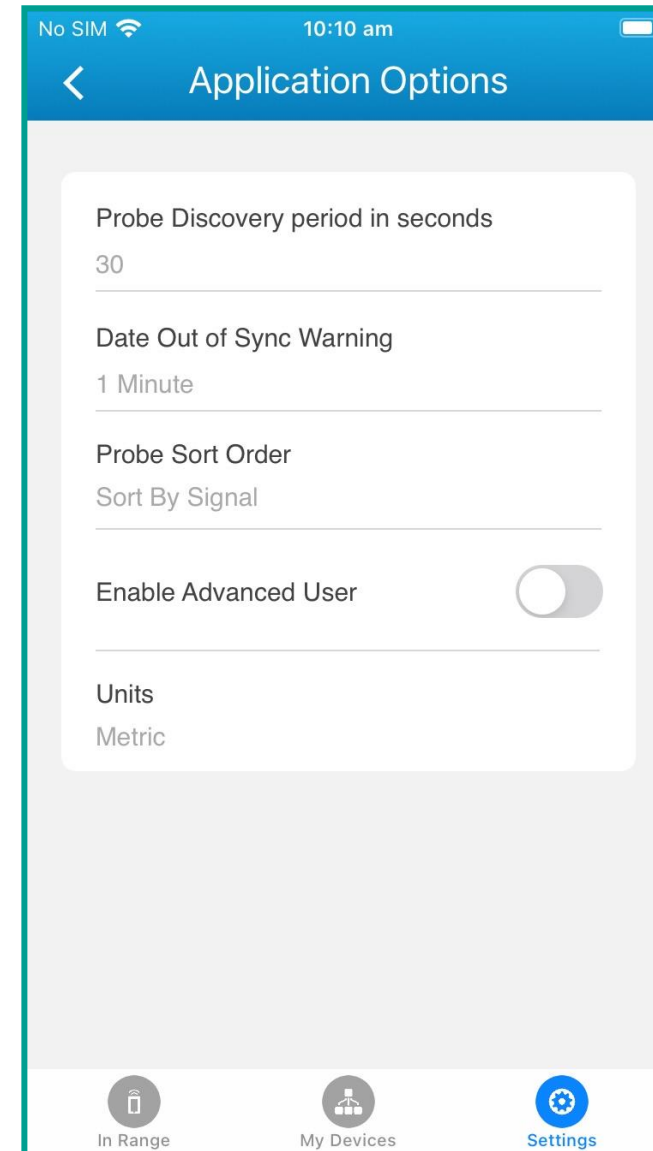 No SIM 10:10 am
Application Options
Probe Discovery period in seconds
30
Date Out of Sync Warning
1 Minute
Probe Sort Order
Sort By Signal
Enable Advanced User
Units
Metric
In Range My Devices Settings